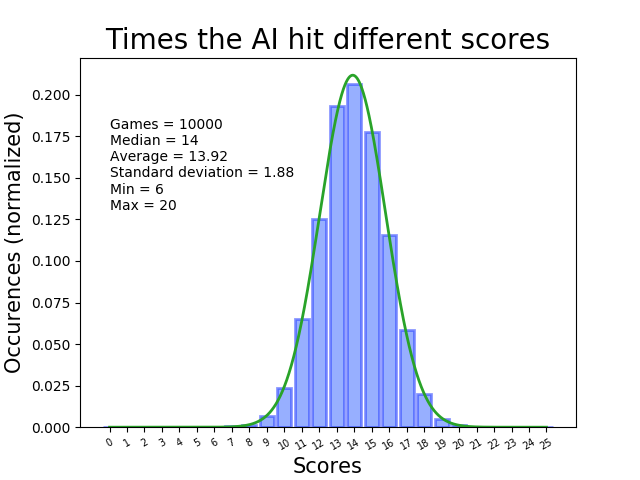 Times the AI hit different scores
Occurences (normalized)
0.200
0.175
0.150
0.125
0.100
0.075
0.050
0.025
0.000
Games = 10000
Median = 14
Average = 13.92
Standard deviation = 1.88
Min = 6
Max = 20
0 1 2 3 4 5 6 7 8 9 10 11 12 13 14 15 16 17 18 19 20 21 22 23 24 25
Scores